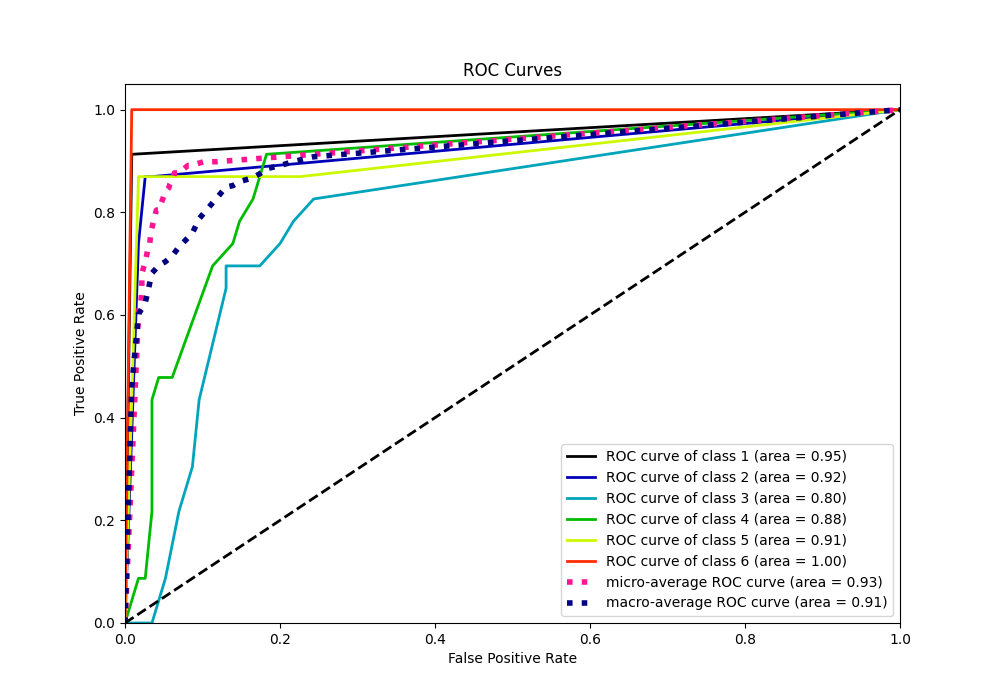 ROC Curves
True Positive Rate
1.0
0.8
0.6
0.4
0.2
0.0
ROC curve of class 1 (area = 0.95)
ROC curve of class 2 (area = 0.92)
ROC curve of class 3 (area = 0.80)
ROC curve of class 4 (area = 0.88)
ROC curve of class 5 (area = 0.91)
ROC curve of class 6 (area = 1.00)
micro-average ROC curve (area = 0.93)
macro-average ROC curve (area = 0.91)
0.0 0.2 0.4 0.6 0.8 1.0
False Positive Rate